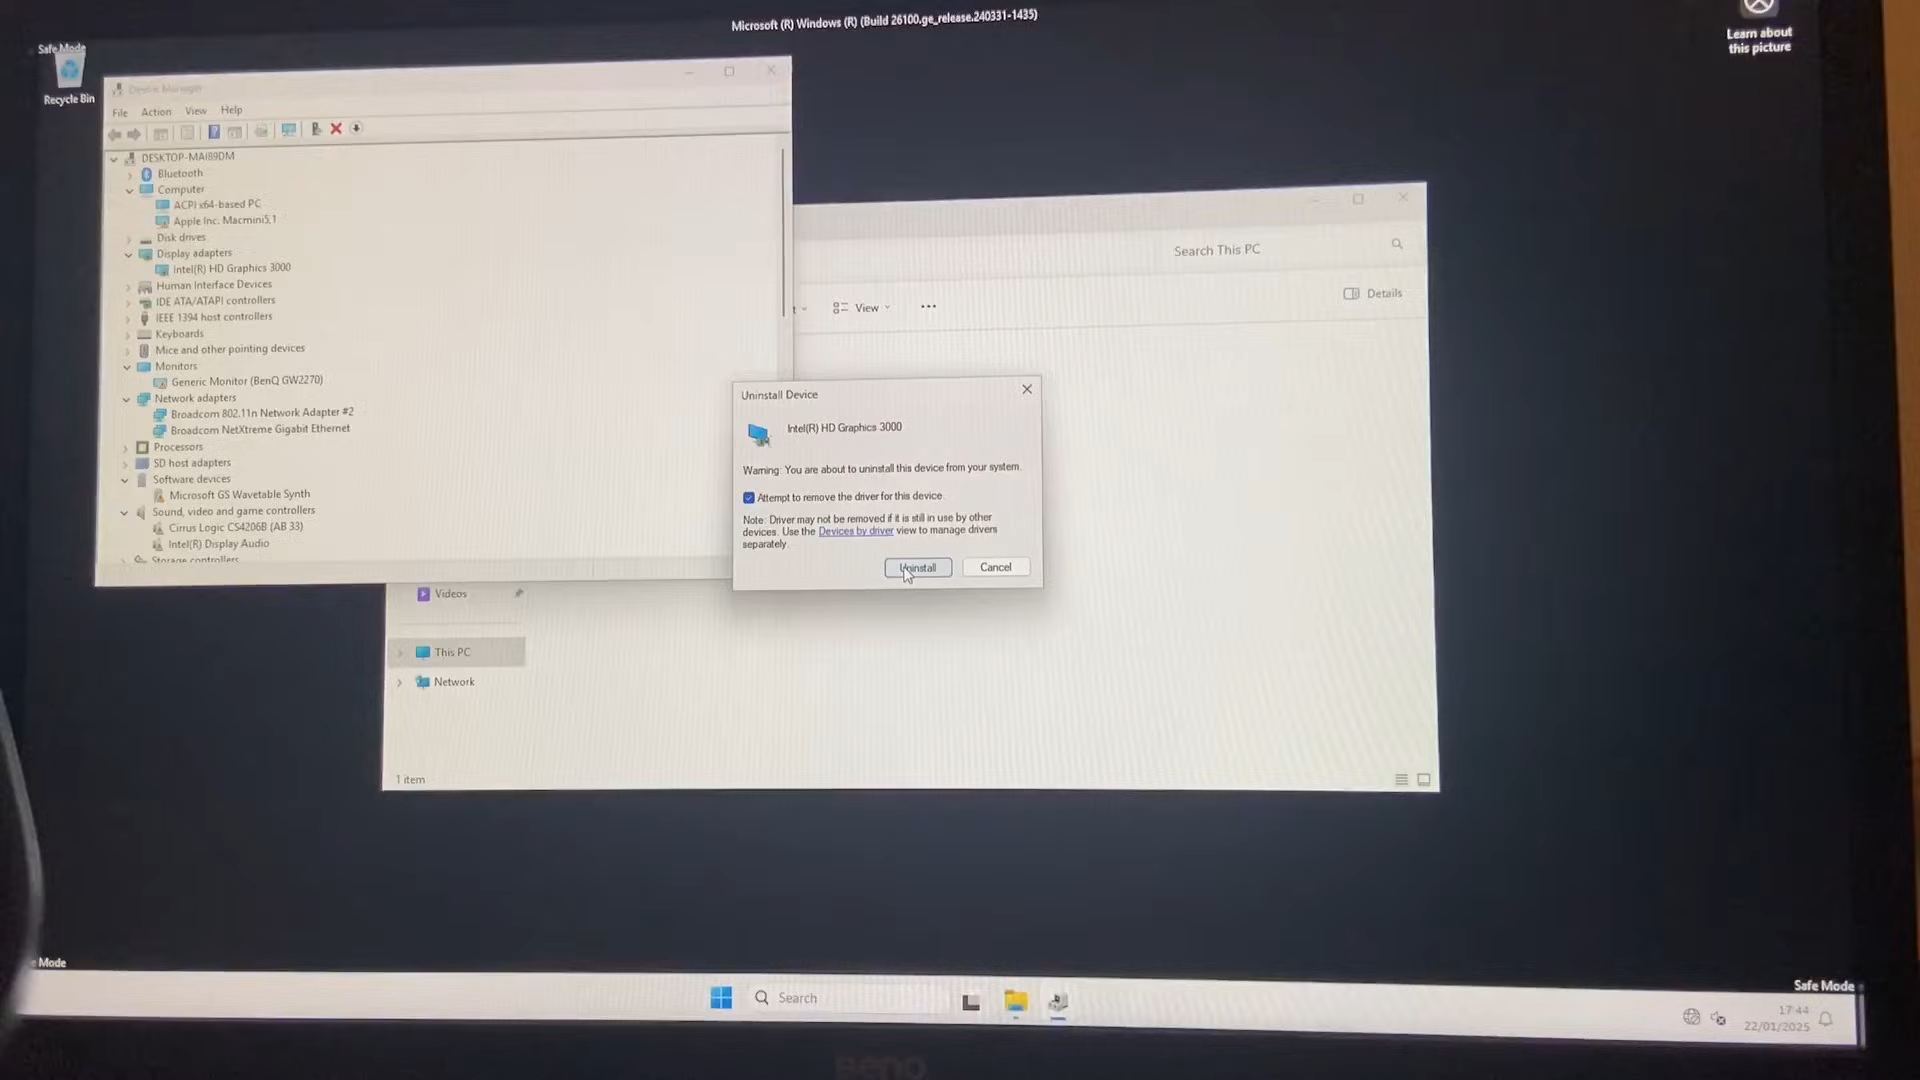 Microsoft (R) Windows (R) (Build 26100.ge_release.240331-1435)
Learn about
this picture
Safe Mode
Recycle Bin
Device Manager
File Action View Help
DESKTOP-MAI89DM
Bluetooth
Computer
ACPI x64-based PC
Apple Inc. Macmini5,1
Disk drives
Display adapters
Intel(R) HD Graphics 3000
Human Interface Devices
IDE ATA/ATAPI controllers
IEEE 1394 host controllers
Keyboards
Mice and other pointing devices
Monitors
Generic Monitor (BenQ GW2270)
Network adapters
Broadcom 802.11n Network Adapter #2
Broadcom NetXtreme Gigabit Ethernet
Processors
SD host adapters
Software devices
Microsoft GS Wavetable Synth
Sound, video and game controllers
Cirrus Logic CS4206B (AB 33)
Intel(R) Display Audio
Storage controllers
Search This PC
t View ...
Details
Uninstall Device
Intel(R) HD Graphics 3000
Warning: You are about to uninstall this device from your system.
Attempt to remove the driver for this device.
Note: Driver may not be removed if it is still in use by other
devices. Use the Devices by driver view to manage drivers
separately.
Uninstall Cancel
Videos
This PC
Network
1 item
e Mode
Safe Mode
Search
17:44
22/01/2025
BenQ